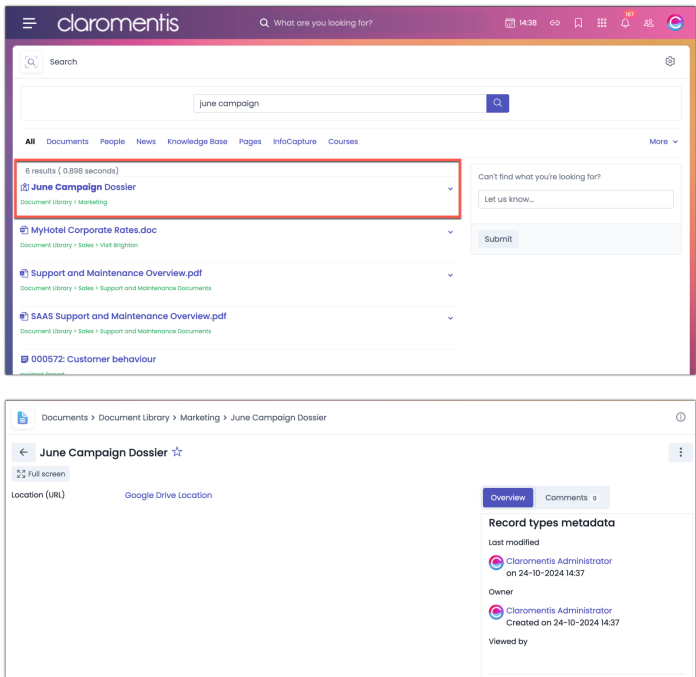 claromentis
What are you looking for?
14:38
167
Search
june campaign
All Documents People News Knowledge Base Pages InfoCapture Courses More
6 results ( 0.898 seconds)
June Campaign Dossier
Document Library > Marketing
MyHotel Corporate Rates.doc
Document Library > Sales > Visit Brighton
Support and Maintenance Overview.pdf
Document Library > Sales > Support and Maintenance Documents
SAAS Support and Maintenance Overview.pdf
Document Library > Sales > Support and Maintenance Documents
000572: Customer behaviour
Incident Report
Can't find what you're looking for?
Let us know...
Submit
Documents > Document Library > Marketing > June Campaign Dossier
June Campaign Dossier
Full screen
Location (URL) Google Drive Location
Overview Comments 0
Record types metadata
Last modified
Claromentis Administrator
on 24-10-2024 14:37
Owner
Claromentis Administrator
Created on 24-10-2024 14:37
Viewed by